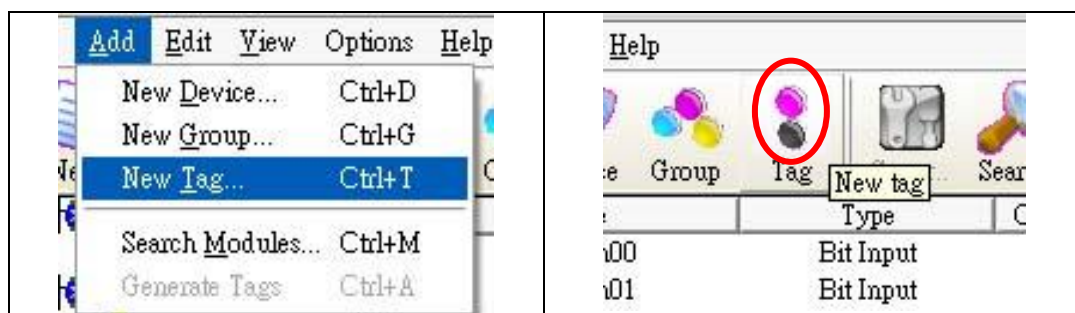 Add Edit View Options Help
New Device... Ctrl+D
New Group... Ctrl+G
New Tag... Ctrl+T
Search Modules... Ctrl+M
Generate Tags Ctrl+A
Help
Group Tag
New tag
Type
Bit Input
Bit Input